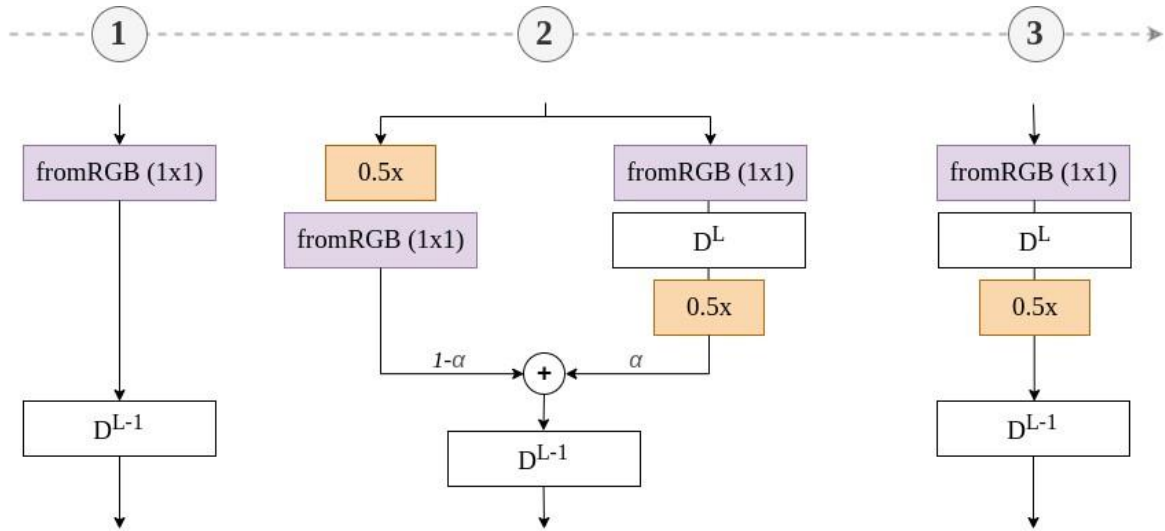 1
2
3
fromRGB (1x1)
D^L-1
0.5x
fromRGB (1x1)
1-α
fromRGB (1x1)
D^L
0.5x
α
+
D^L-1
fromRGB (1x1)
D^L
0.5x
D^L-1